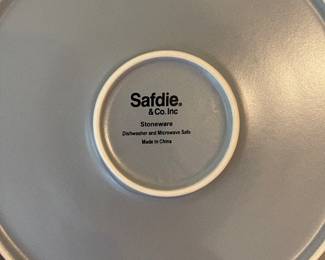 Safdie®
& Co. Inc
Stoneware
Dishwasher and Microwave Safe
Made in China